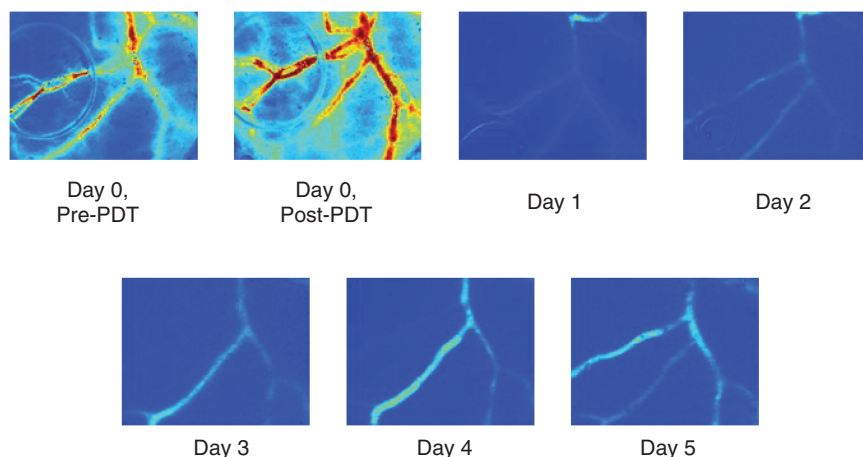 Day 0,
Pre-PDT
Day 0,
Post-PDT
Day 1
Day 2
Day 3
Day 4
Day 5